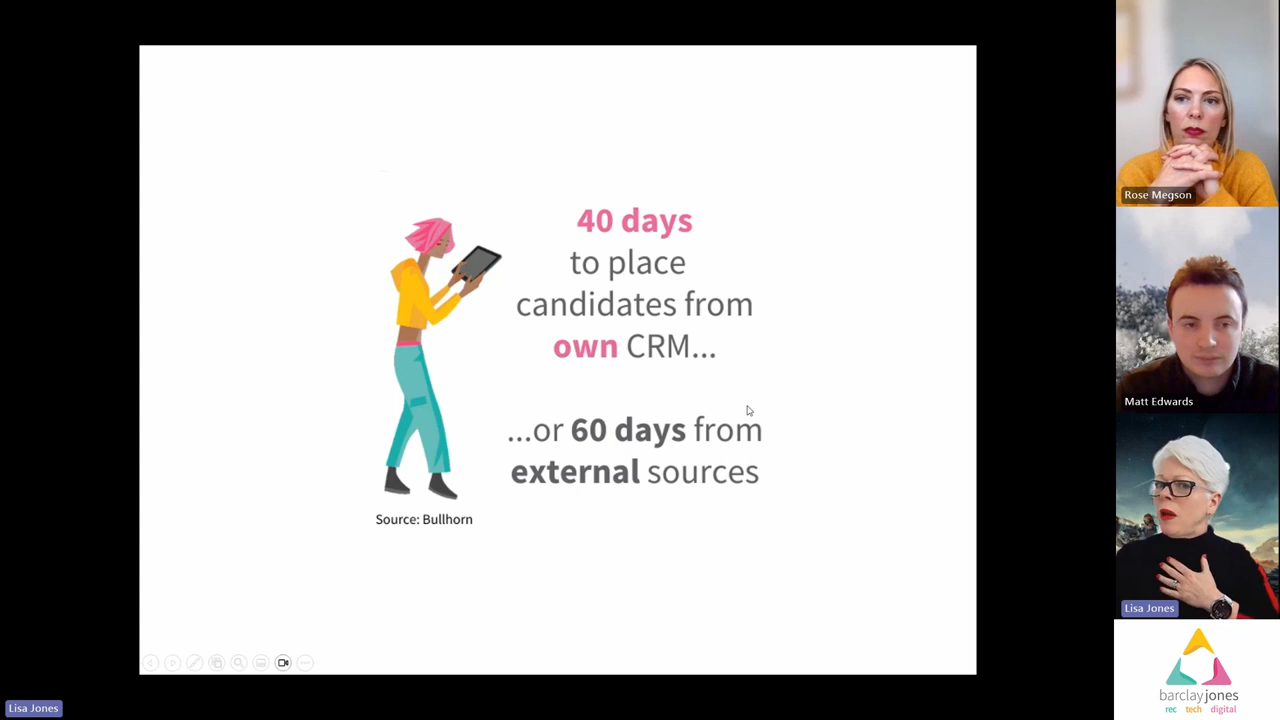 40 days
to place
candidates from
own CRM...
...or 60 days from
external sources
Source: Bullhorn
Rose Megson
Matt Edwards
Lisa Jones
barclayjones
rec tech digital
Lisa Jones